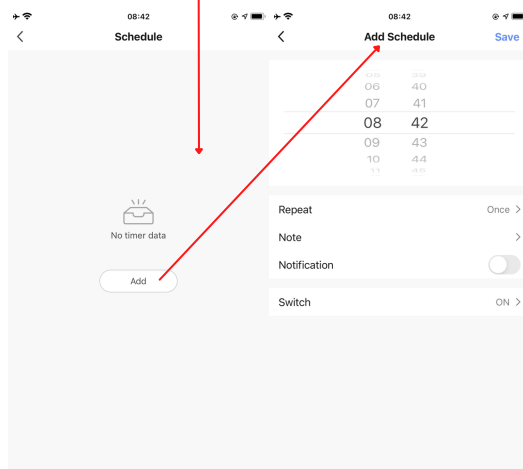 08:42
Schedule
No timer data
Add
08:42
Add Schedule
Save
06 40
07 41
08 42
09 43
10 44
Repeat Once
Note
Notification
Switch ON